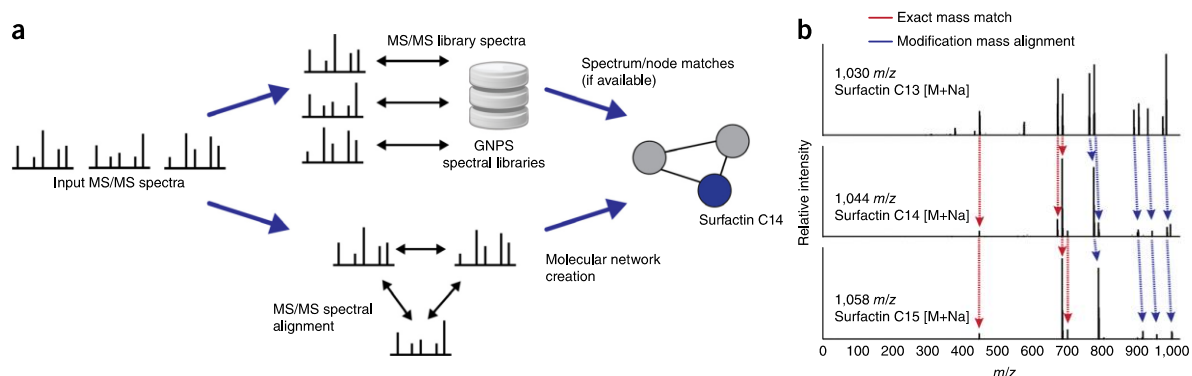 a
Input MS/MS spectra
MS/MS library spectra
GNPS
spectral libraries
Spectrum/node matches
(if available)
Surfactin C14
MS/MS spectral
alignment
Molecular network
creation
b
Exact mass match
Modification mass alignment
Relative intensity
1,030 m/z
Surfactin C13 [M+Na]
1,044 m/z
Surfactin C14 [M+Na]
1,058 m/z
Surfactin C15 [M+Na]
0 100 200 300 400 500 600 700 800 900 1,000
m/z